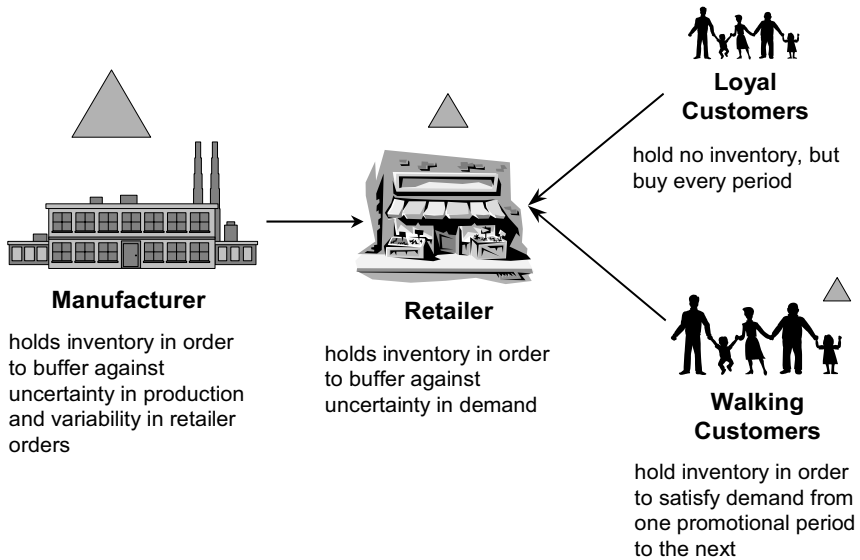 Manufacturer
holds inventory in order
to buffer against
uncertainty in production
and variability in retailer
orders
Retailer
holds inventory in order
to buffer against
uncertainty in demand
Loyal
Customers
hold no inventory, but
buy every period
Walking
Customers
hold inventory in order
to satisfy demand from
one promotional period
to the next